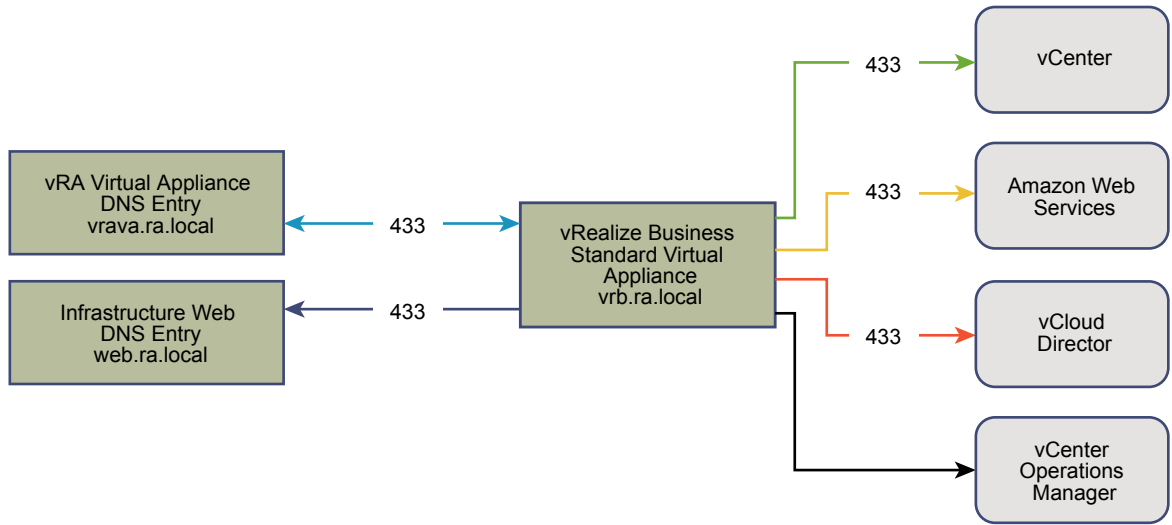 433
vCenter
vRA Virtual Appliance
DNS Entry
vrava.ra.local
433
Amazon Web
Services
433
vRealize Business
Standard Virtual
Appliance
vrb.ra.local
Infrastructure Web
DNS Entry
web.ra.local
433
433
vCloud
Director
vCenter
Operations
Manager